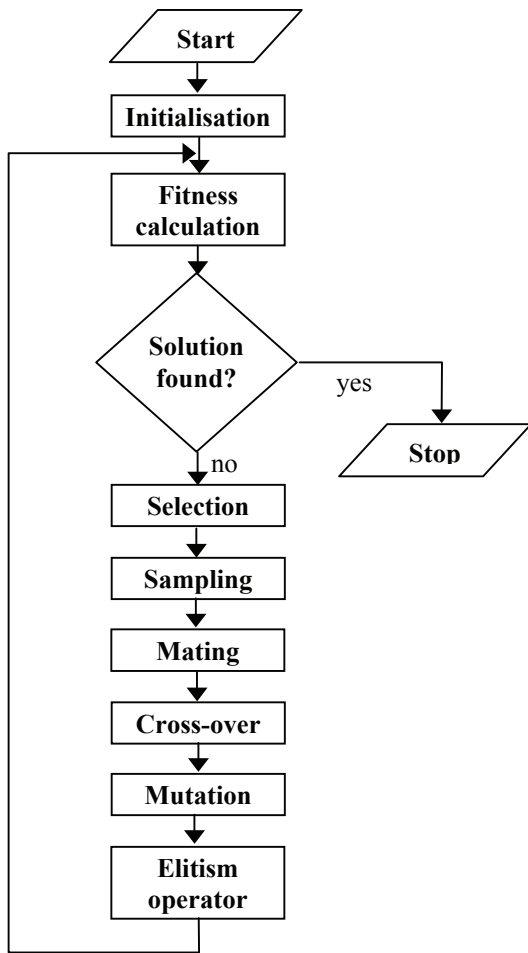 Start
Initialisation
Fitness
calculation
Solution
found?
yes
Stop
no
Selection
Sampling
Mating
Cross-over
Mutation
Elitism
operator